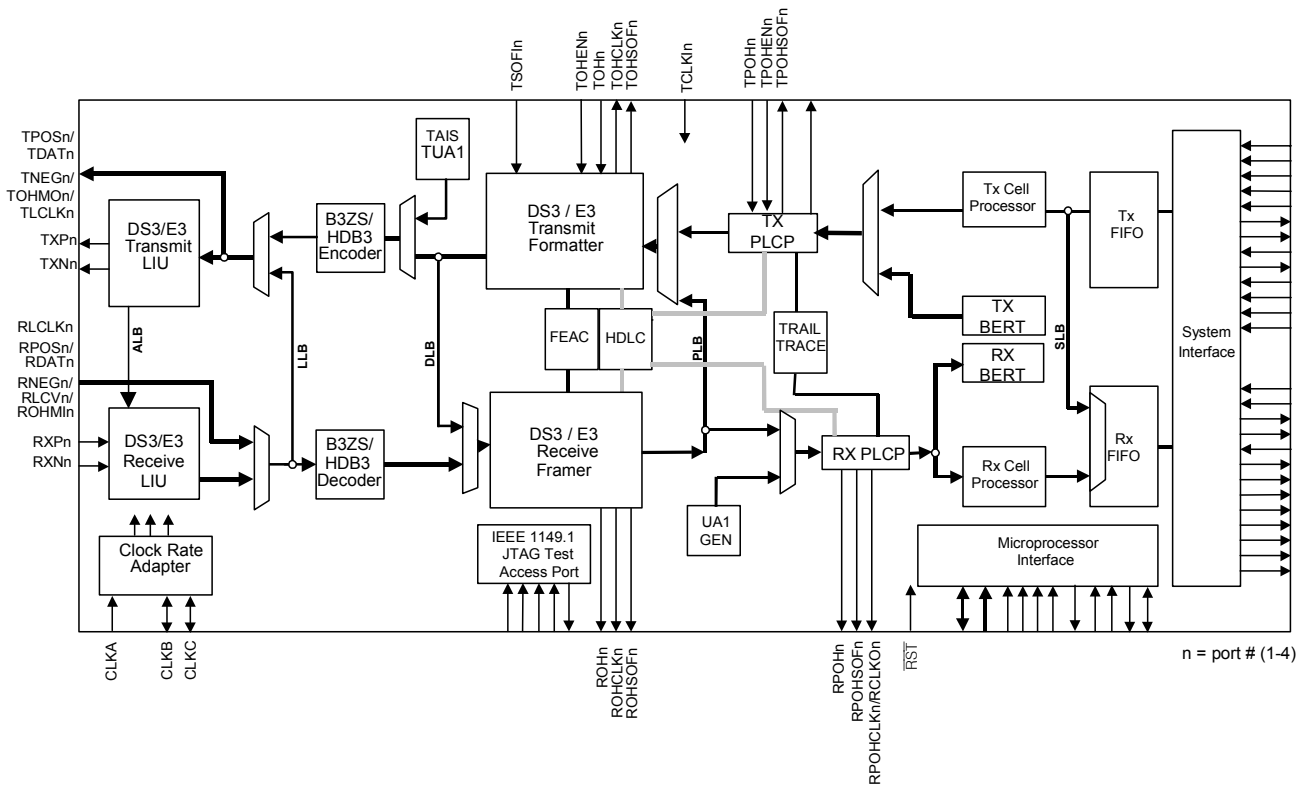 TSOFIn
TOHENn
TOHn
TOHCLKn
TOHSOFn
TCLKIn
TPOHn
TPOHENn
TPOHSOFn
TPOSn/
TDATn
TNEGn/
TOHMOn/
TLCLKn
TXPn
TXNn
RLCLKn
RPOSn/
RDATn
RNEGn/
RLCVn/
ROHMIn
RXPn
RXNn
DS3/E3
Transmit
LIU
TAIS
TUA1
B3ZS/
HDB3
Encoder
DS3 / E3
Transmit
Formatter
TX
PLCP
Tx Cell
Processor
Tx
FIFO
TX
BERT
RX
BERT
System
Interface
ALB
LLB
DLB
FEAC
HDLC
PLB
TRAIL
TRACE
SLB
DS3/E3
Receive
LIU
B3ZS/
HDB3
Decoder
DS3 / E3
Receive
Framer
RX PLCP
Rx Cell
Processor
Rx
FIFO
UA1
GEN
Clock Rate
Adapter
IEEE 1149.1
JTAG Test
Access Port
Microprocessor
Interface
CLKA
CLKB
CLKC
ROHn
ROHCLKn
ROHSOFn
RPOHn
RPOHSOFn
RPOHCLKn/RCLKOn
RST
n = port # (1-4)